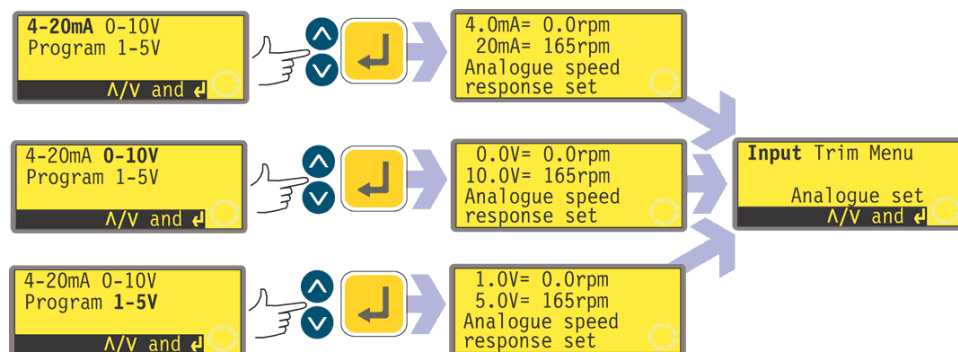 4-20mA 0-10V
Program 1-5V
∧/∨ and ↲
4.0mA= 0.0rpm
20mA= 165rpm
Analogue speed
response set
4-20mA 0-10V
Program 1-5V
∧/∨ and ↲
0.0V= 0.0rpm
10.0V= 165rpm
Analogue speed
response set
Input Trim Menu
Analogue set
∧/∨ and ↲
4-20mA 0-10V
Program 1-5V
∧/∨ and ↲
1.0V= 0.0rpm
5.0V= 165rpm
Analogue speed
response set